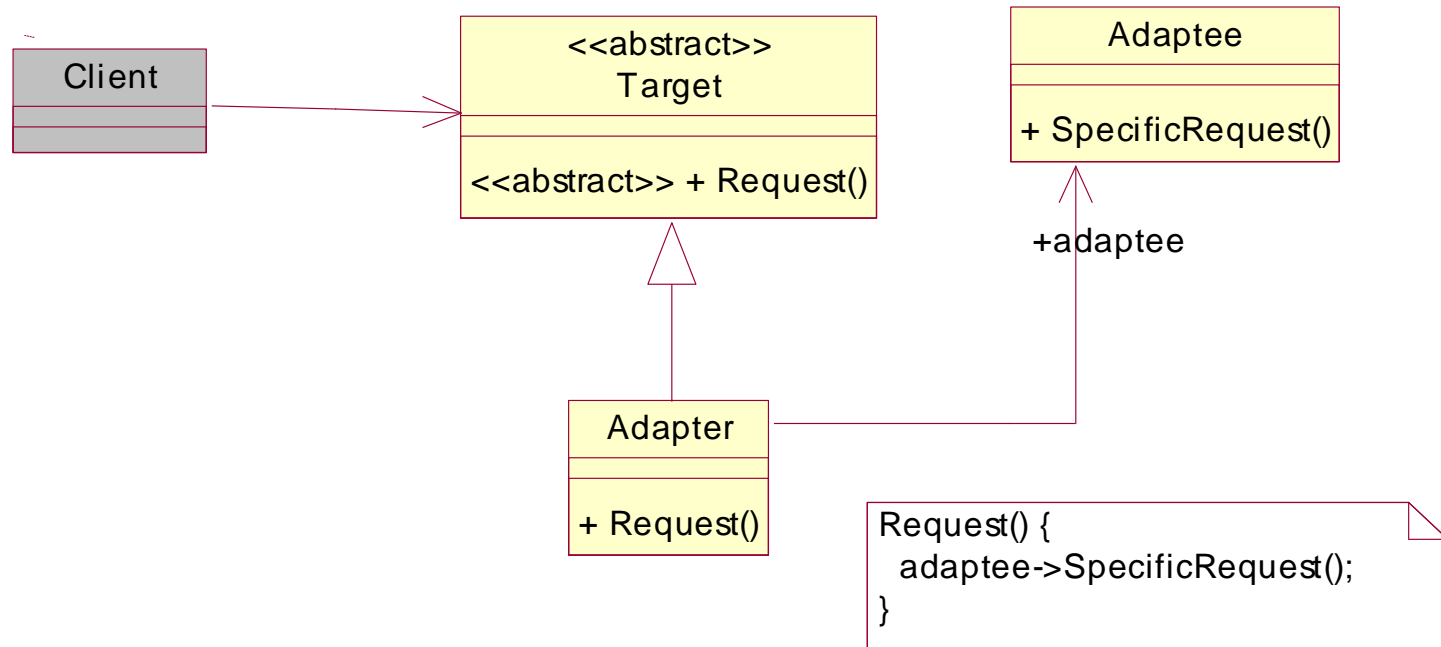 Client
<<abstract>>
Target
<<abstract>> + Request()
Adaptee
+ SpecificRequest()
+adaptee
Adapter
+ Request()
Request() {
adaptee->SpecificRequest();
}